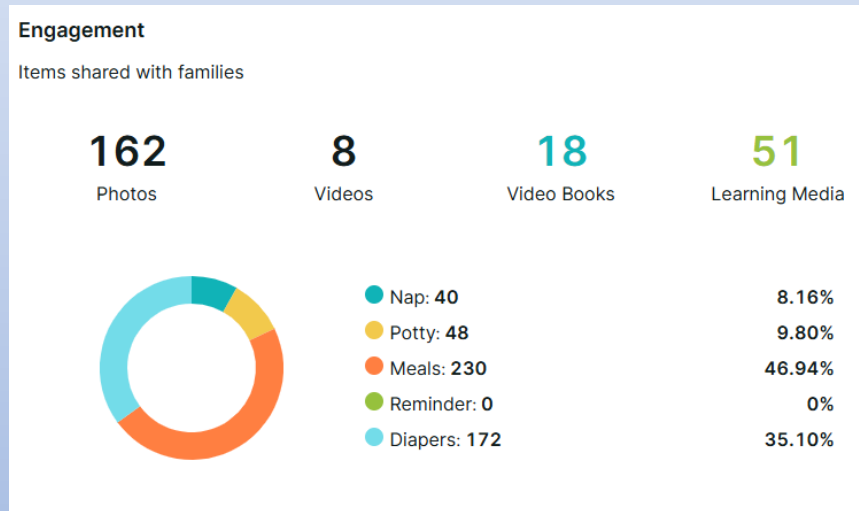 Engagement
Items shared with families
162 8 18 51
Photos Videos Video Books Learning Media
Nap: 40 8.16%
Potty: 48 9.80%
Meals: 230 46.94%
Reminder: 0 0%
Diapers: 172 35.10%